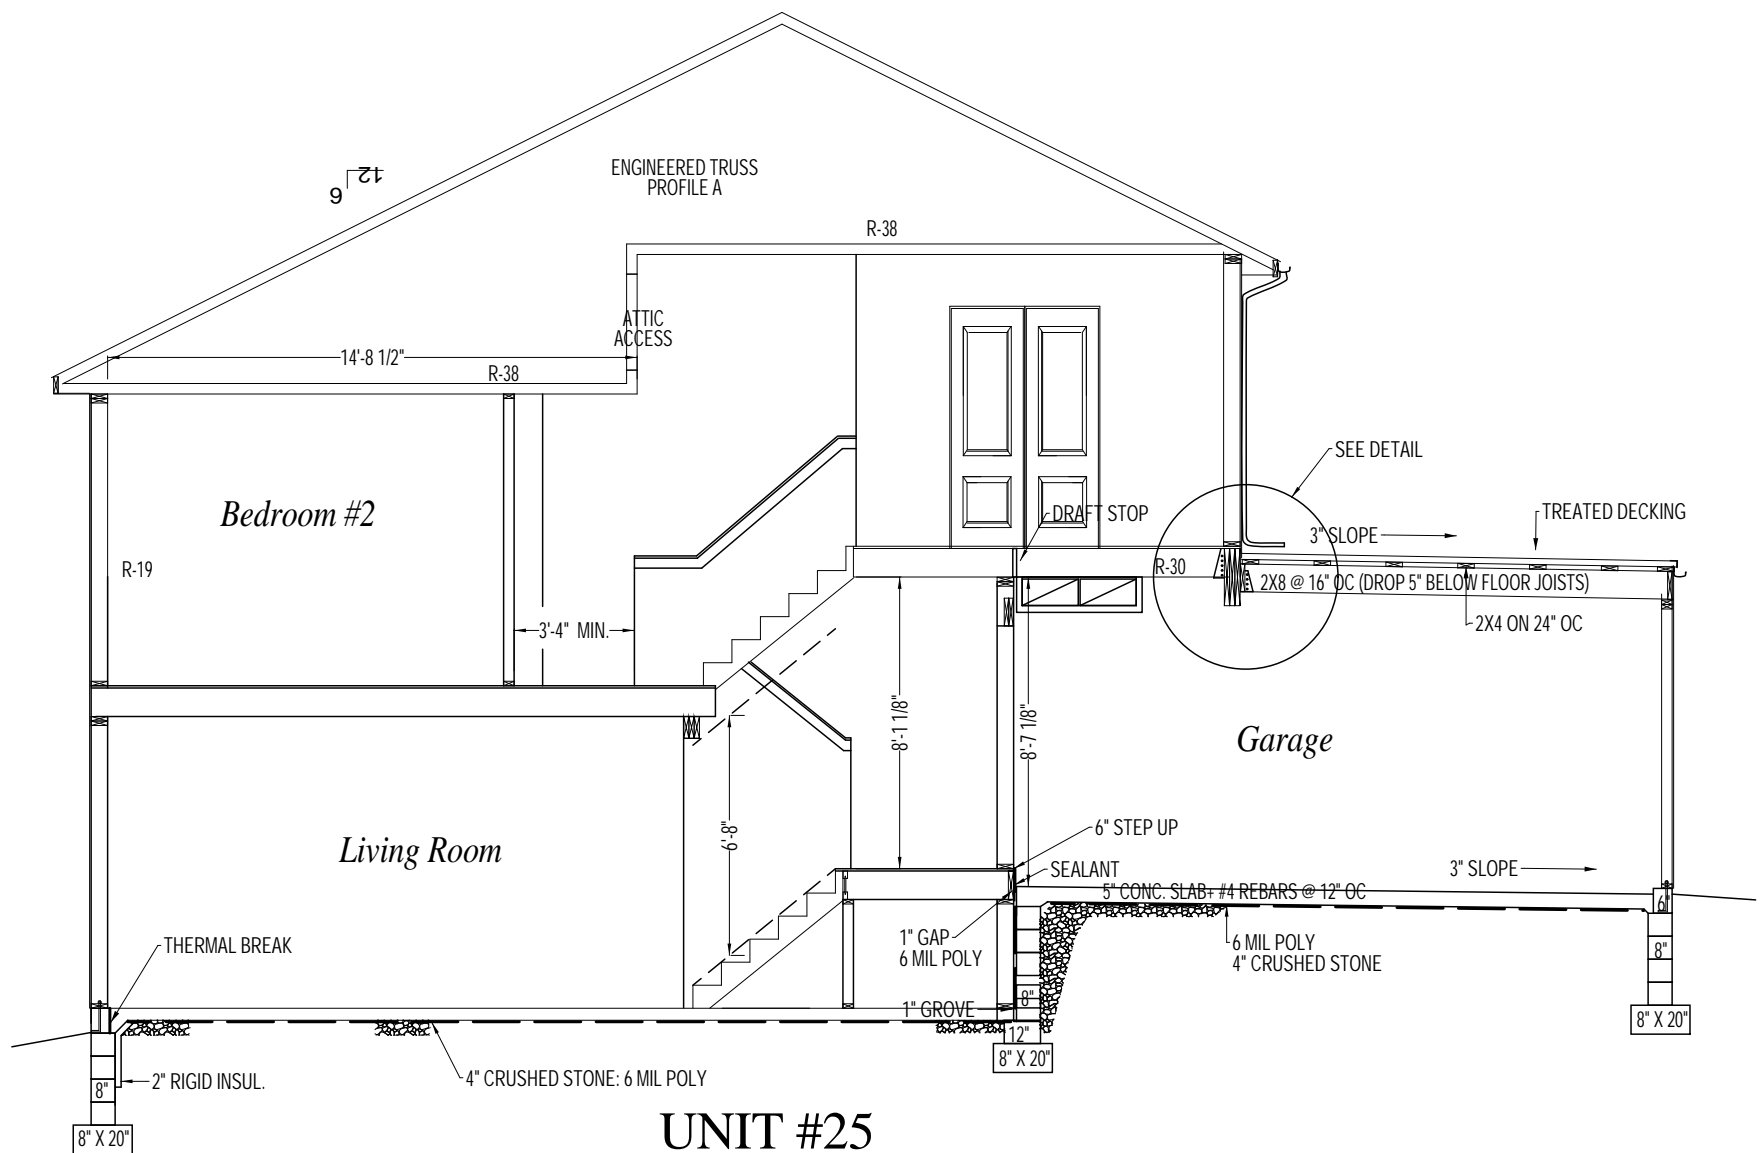 ENGINEERED TRUSS
PROFILE A
12
6
R-38
ATTIC
ACCESS
14'-8 1/2"
R-38
SEE DETAIL
Bedroom #2
DRAFT STOP
3" SLOPE
TREATED DECKING
R-19
R-30
2X8 @ 16" OC (DROP 5" BELOW FLOOR JOISTS)
3'-4" MIN.
2X4 ON 24" OC
8'-1 1/8"
8'-7 1/8"
Garage
6'-8"
Living Room
6" STEP UP
SEALANT
3" SLOPE
5" CONC. SLAB+ #4 REBARS @ 12" OC
6"
THERMAL BREAK
1" GAP
6 MIL POLY
6 MIL POLY
4" CRUSHED STONE
8"
1" GROVE
8"
12"
8" X 20"
8" X 20"
2" RIGID INSUL.
4" CRUSHED STONE: 6 MIL POLY
8"
8" X 20"
UNIT #25